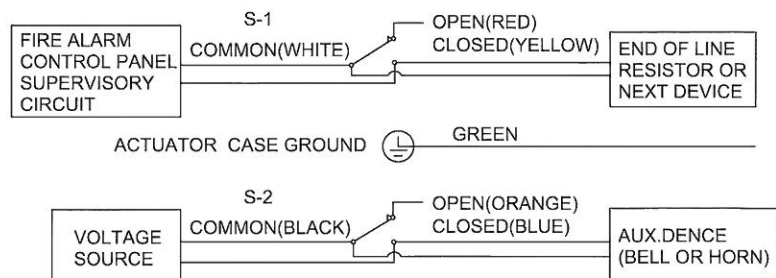 S-1
FIRE ALARM
CONTROL PANEL
SUPERVISORY
CIRCUIT
COMMON(WHITE)
OPEN(RED)
CLOSED(YELLOW)
END OF LINE
RESISTOR OR
NEXT DEVICE
ACTUATOR CASE GROUND
GREEN
S-2
VOLTAGE
SOURCE
COMMON(BLACK)
OPEN(ORANGE)
CLOSED(BLUE)
AUX.DENCE
(BELL OR HORN)